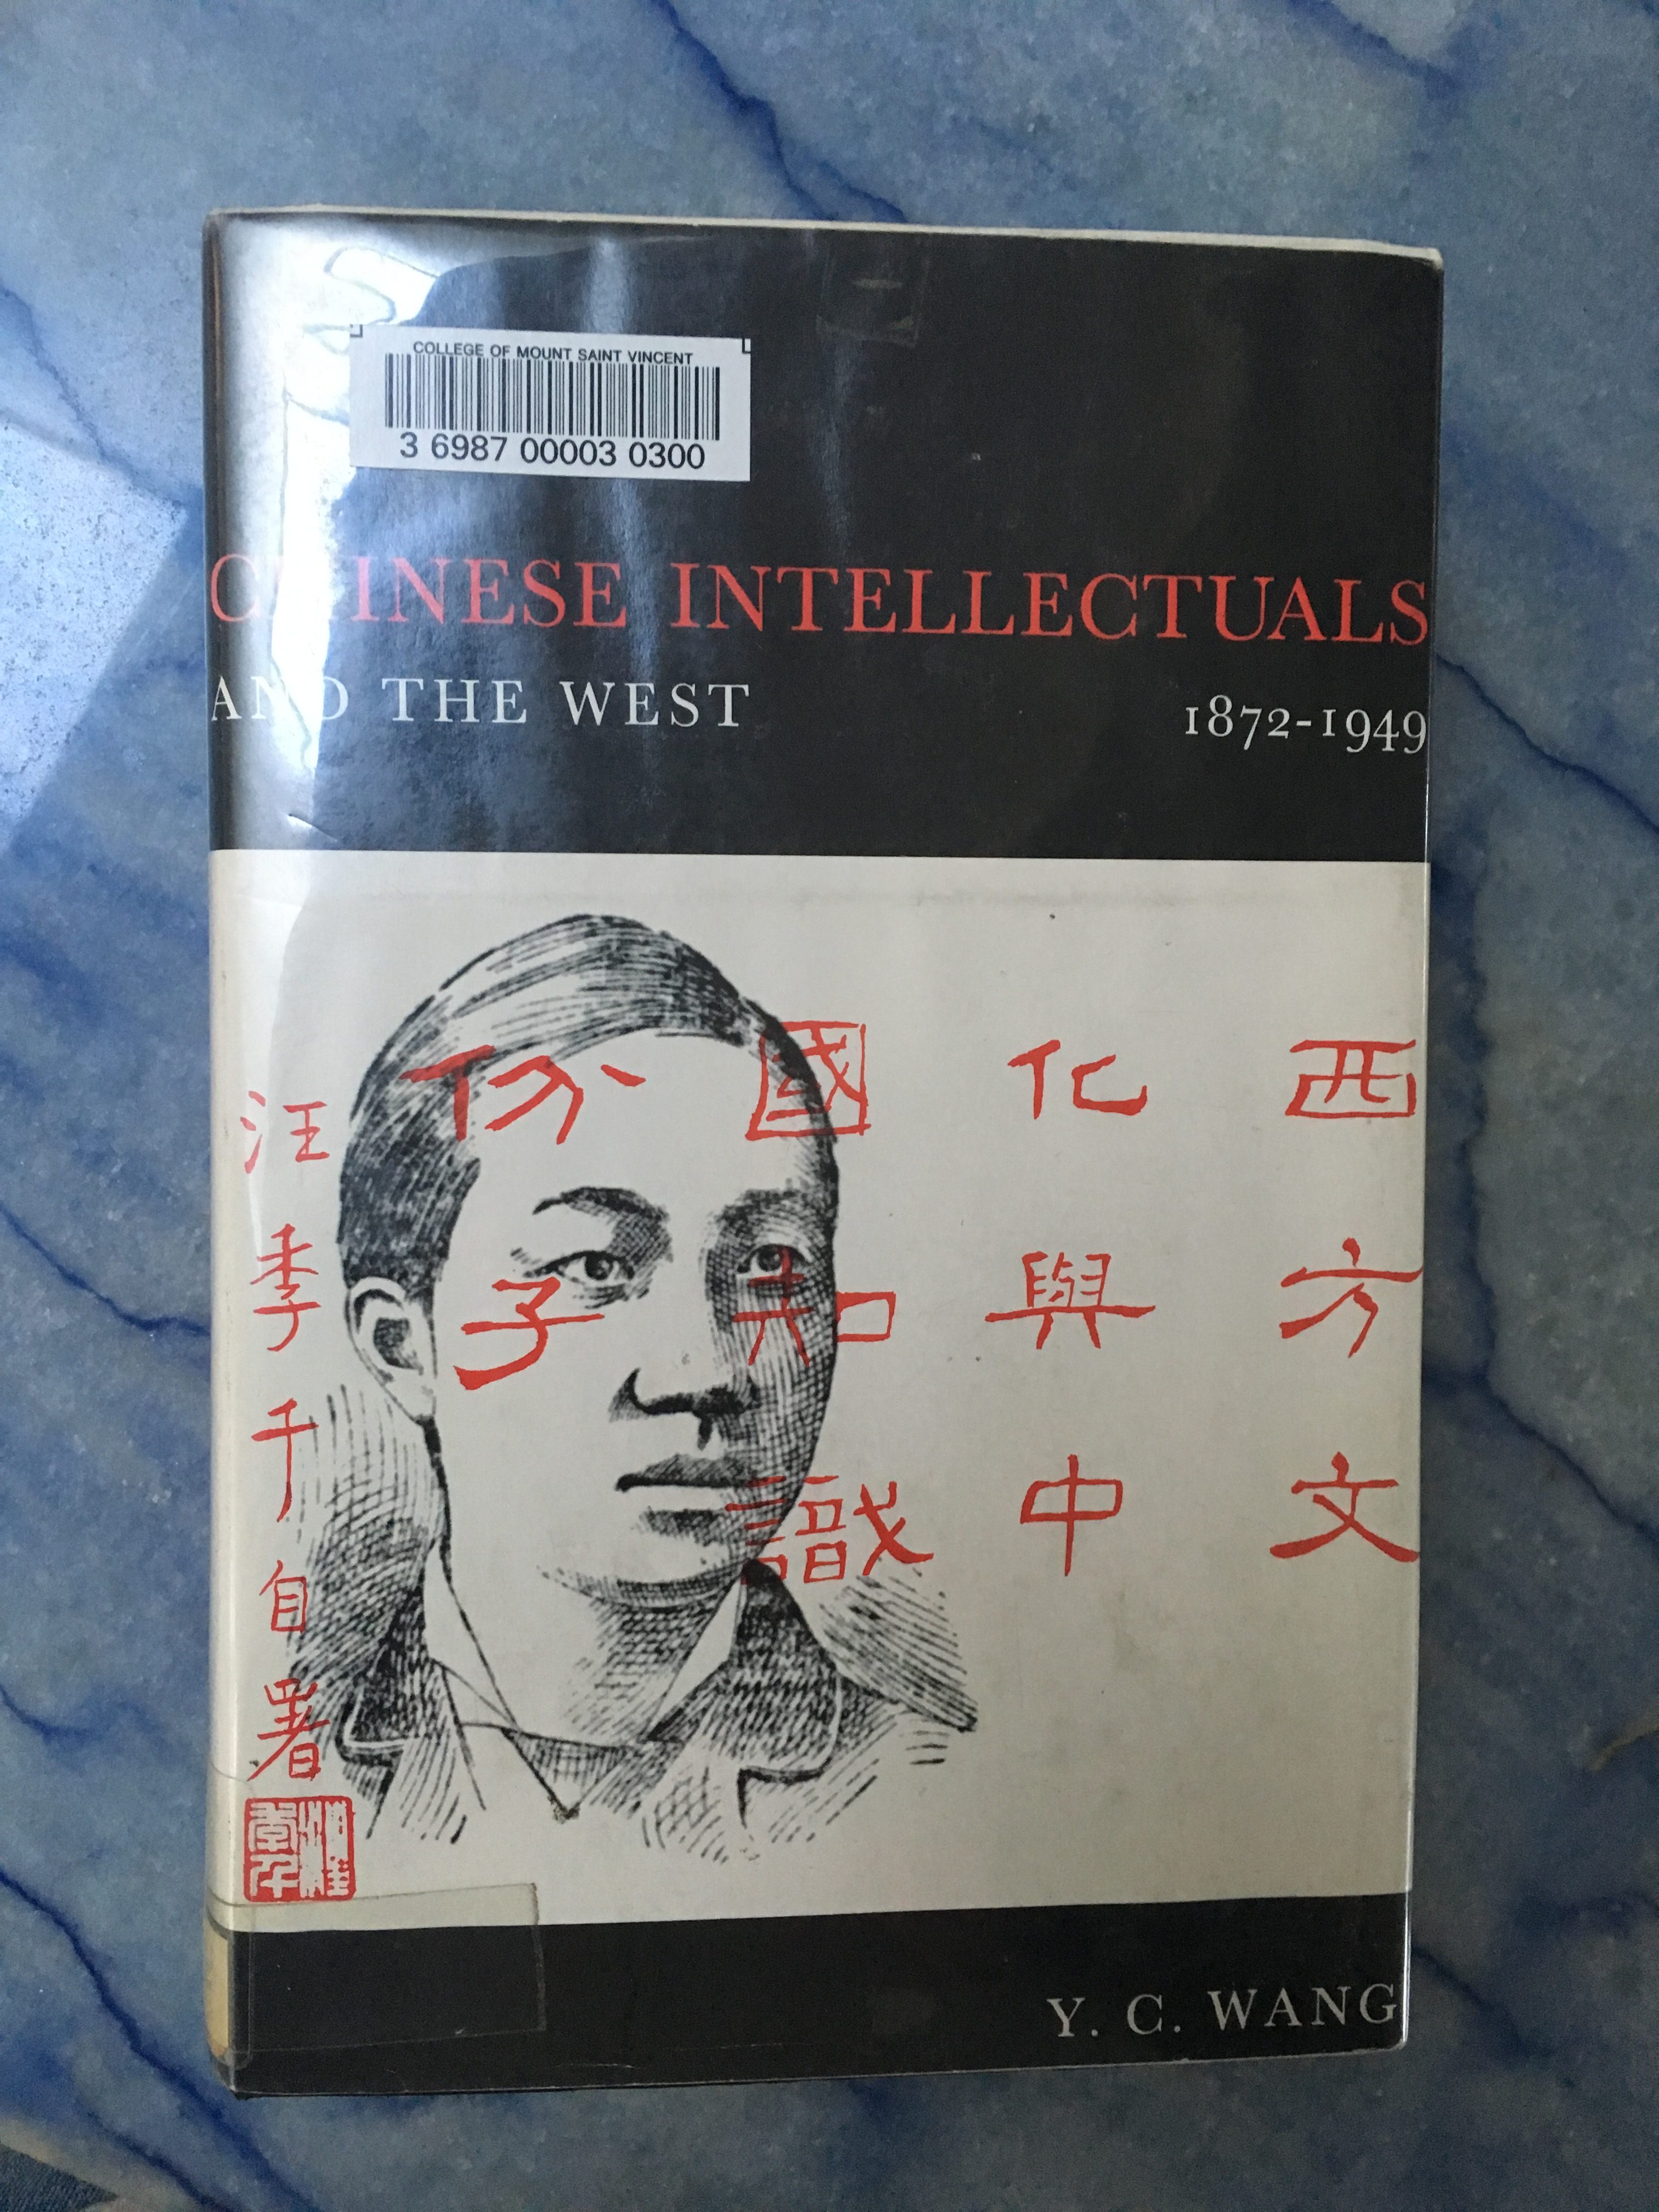 COLLEGE OF MOUNT SAINT VINCENT
3 6987 00003 0300
CHINESE INTELLECTUALS
AND THE WEST
1872-1949
西方文
化與中
國知識
份子
汪季千自署
Y. C. WANG